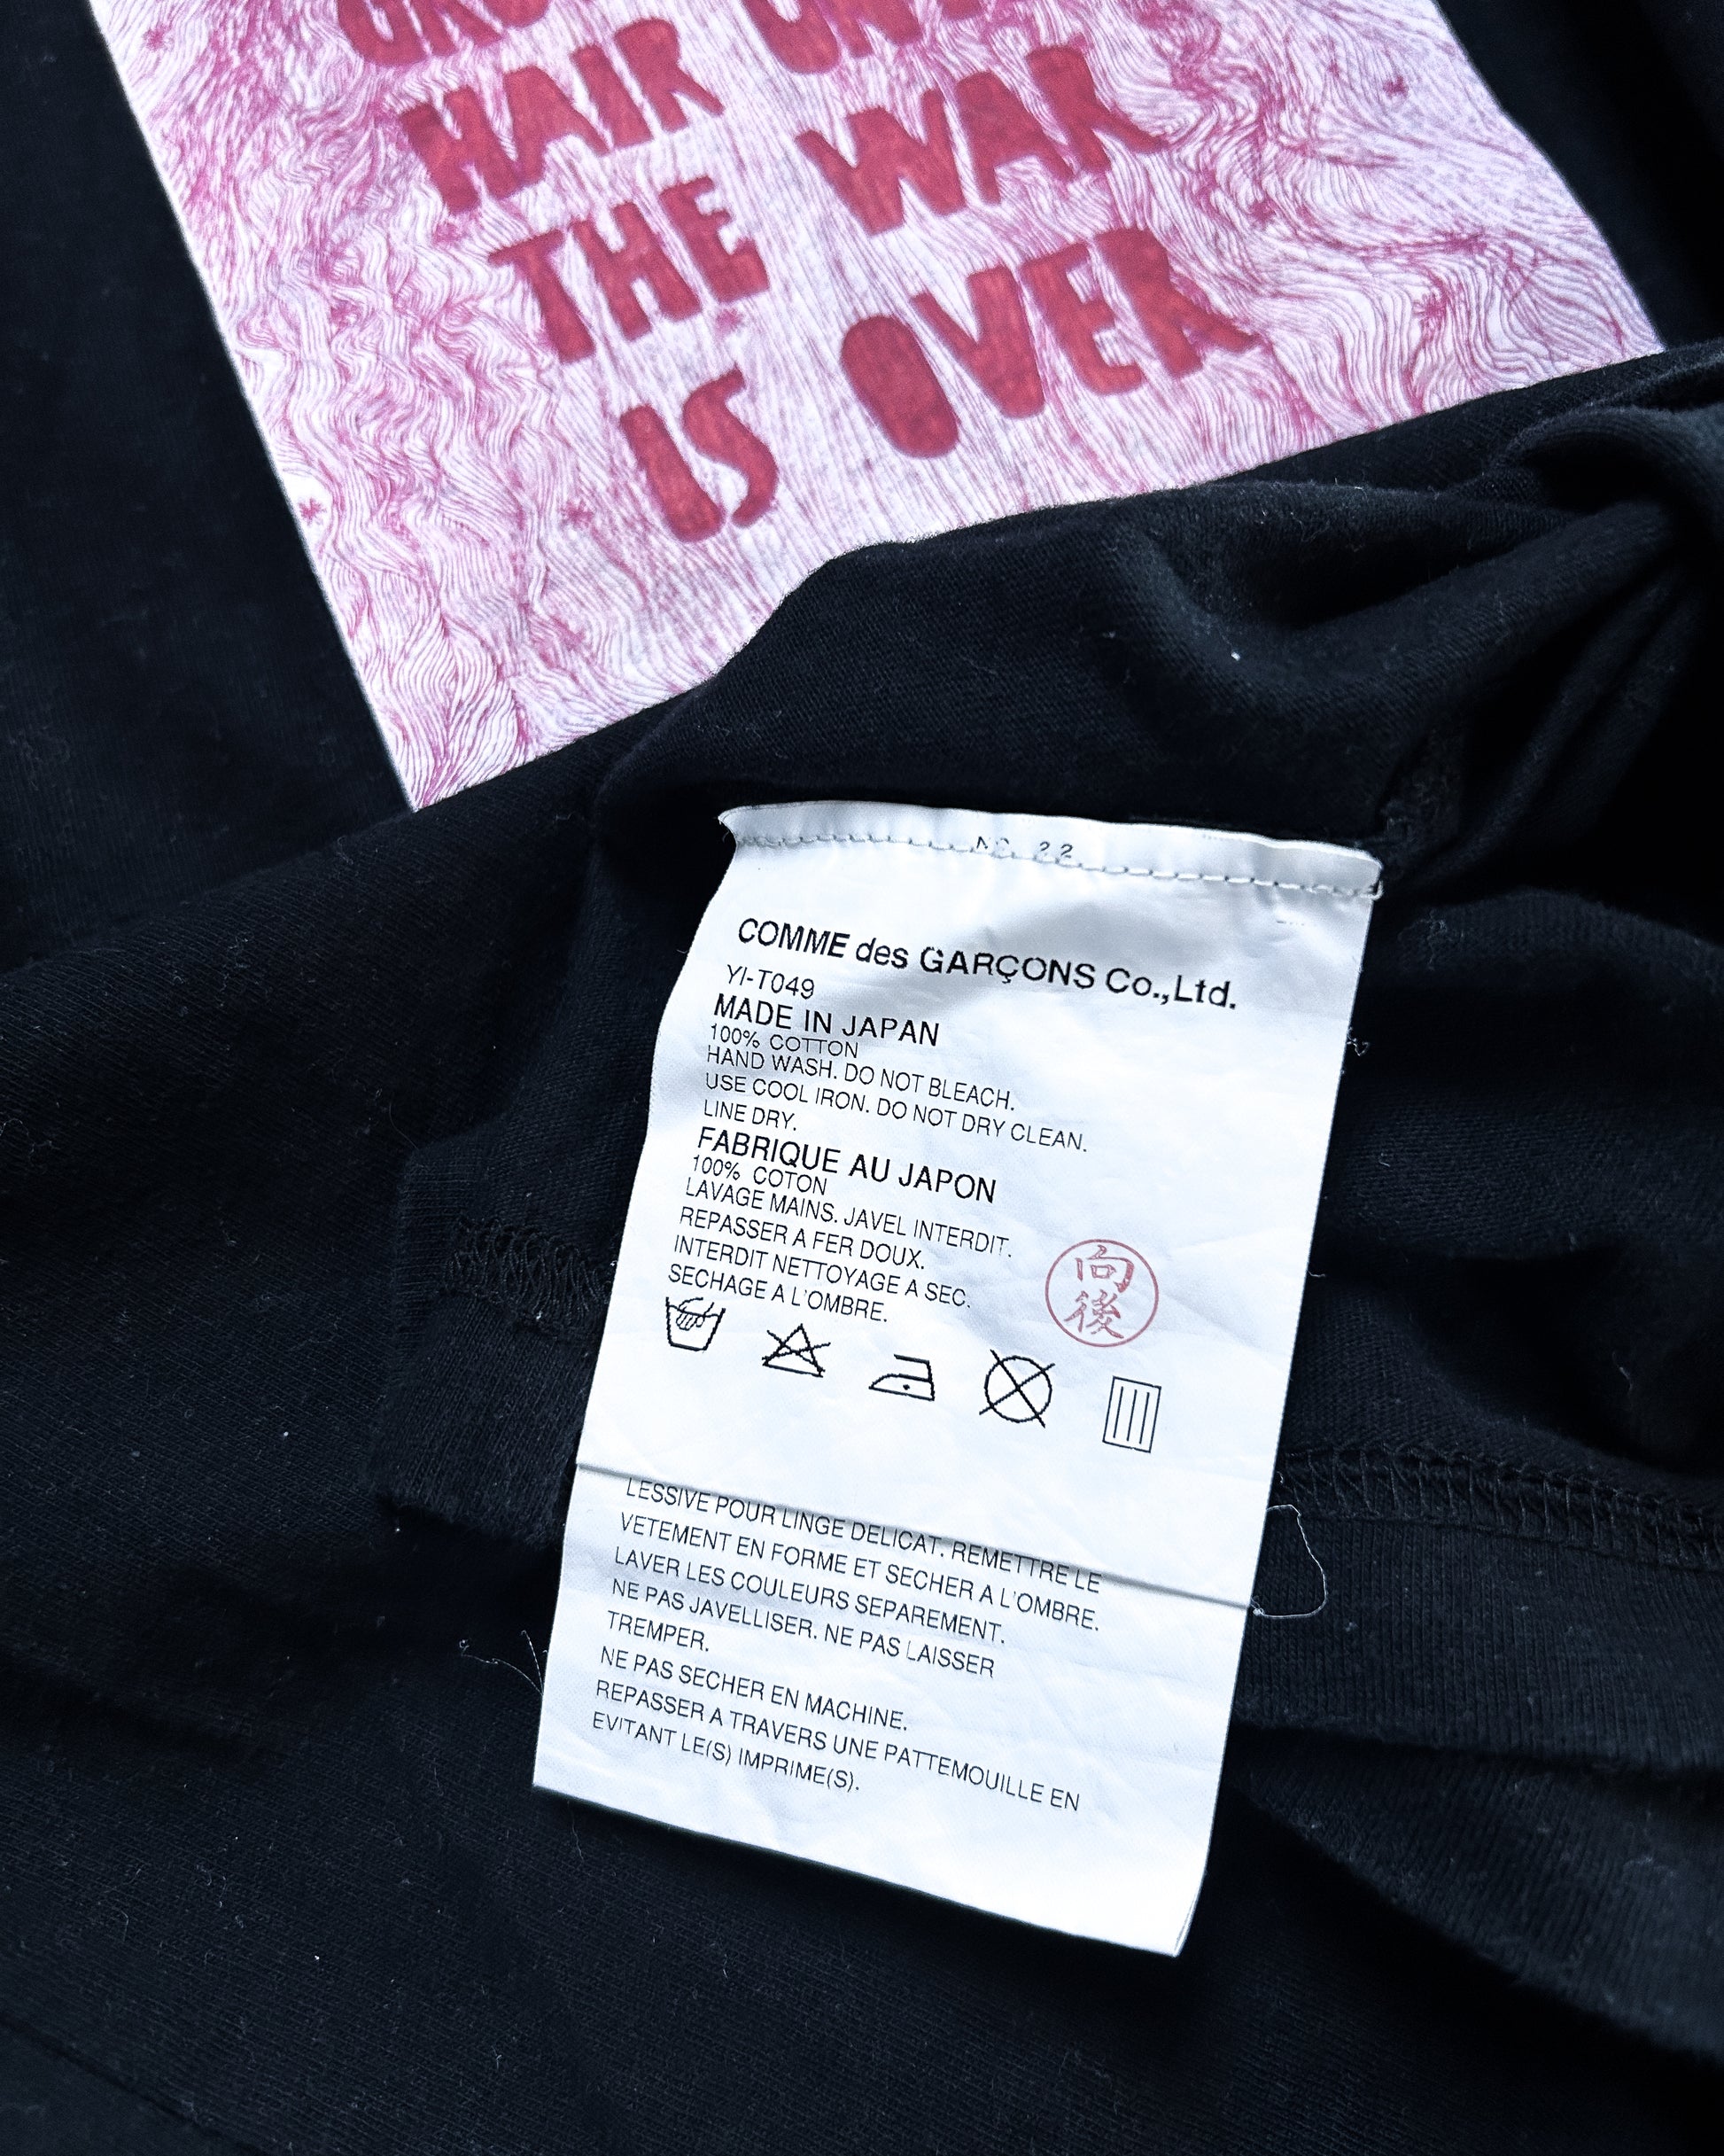 HAIR
THE WAR
IS OVER
NO. 22
COMME des GARÇONS Co.,Ltd.
YI-T049
MADE IN JAPAN
100% COTTON
HAND WASH. DO NOT BLEACH.
USE COOL IRON. DO NOT DRY CLEAN.
LINE DRY.
FABRIQUE AU JAPON
100% COTON
LAVAGE MAINS. JAVEL INTERDIT.
REPASSER A FER DOUX.
INTERDIT NETTOYAGE A SEC.
SECHAGE A L'OMBRE.
向
後
LESSIVE POUR LINGE DELICAT. REMETTRE LE
VETEMENT EN FORME ET SECHER A L'OMBRE.
LAVER LES COULEURS SEPAREMENT.
NE PAS JAVELLISER. NE PAS LAISSER
TREMPER.
NE PAS SECHER EN MACHINE.
REPASSER A TRAVERS UNE PATTEMOUILLE EN
EVITANT LE(S) IMPRIME(S).